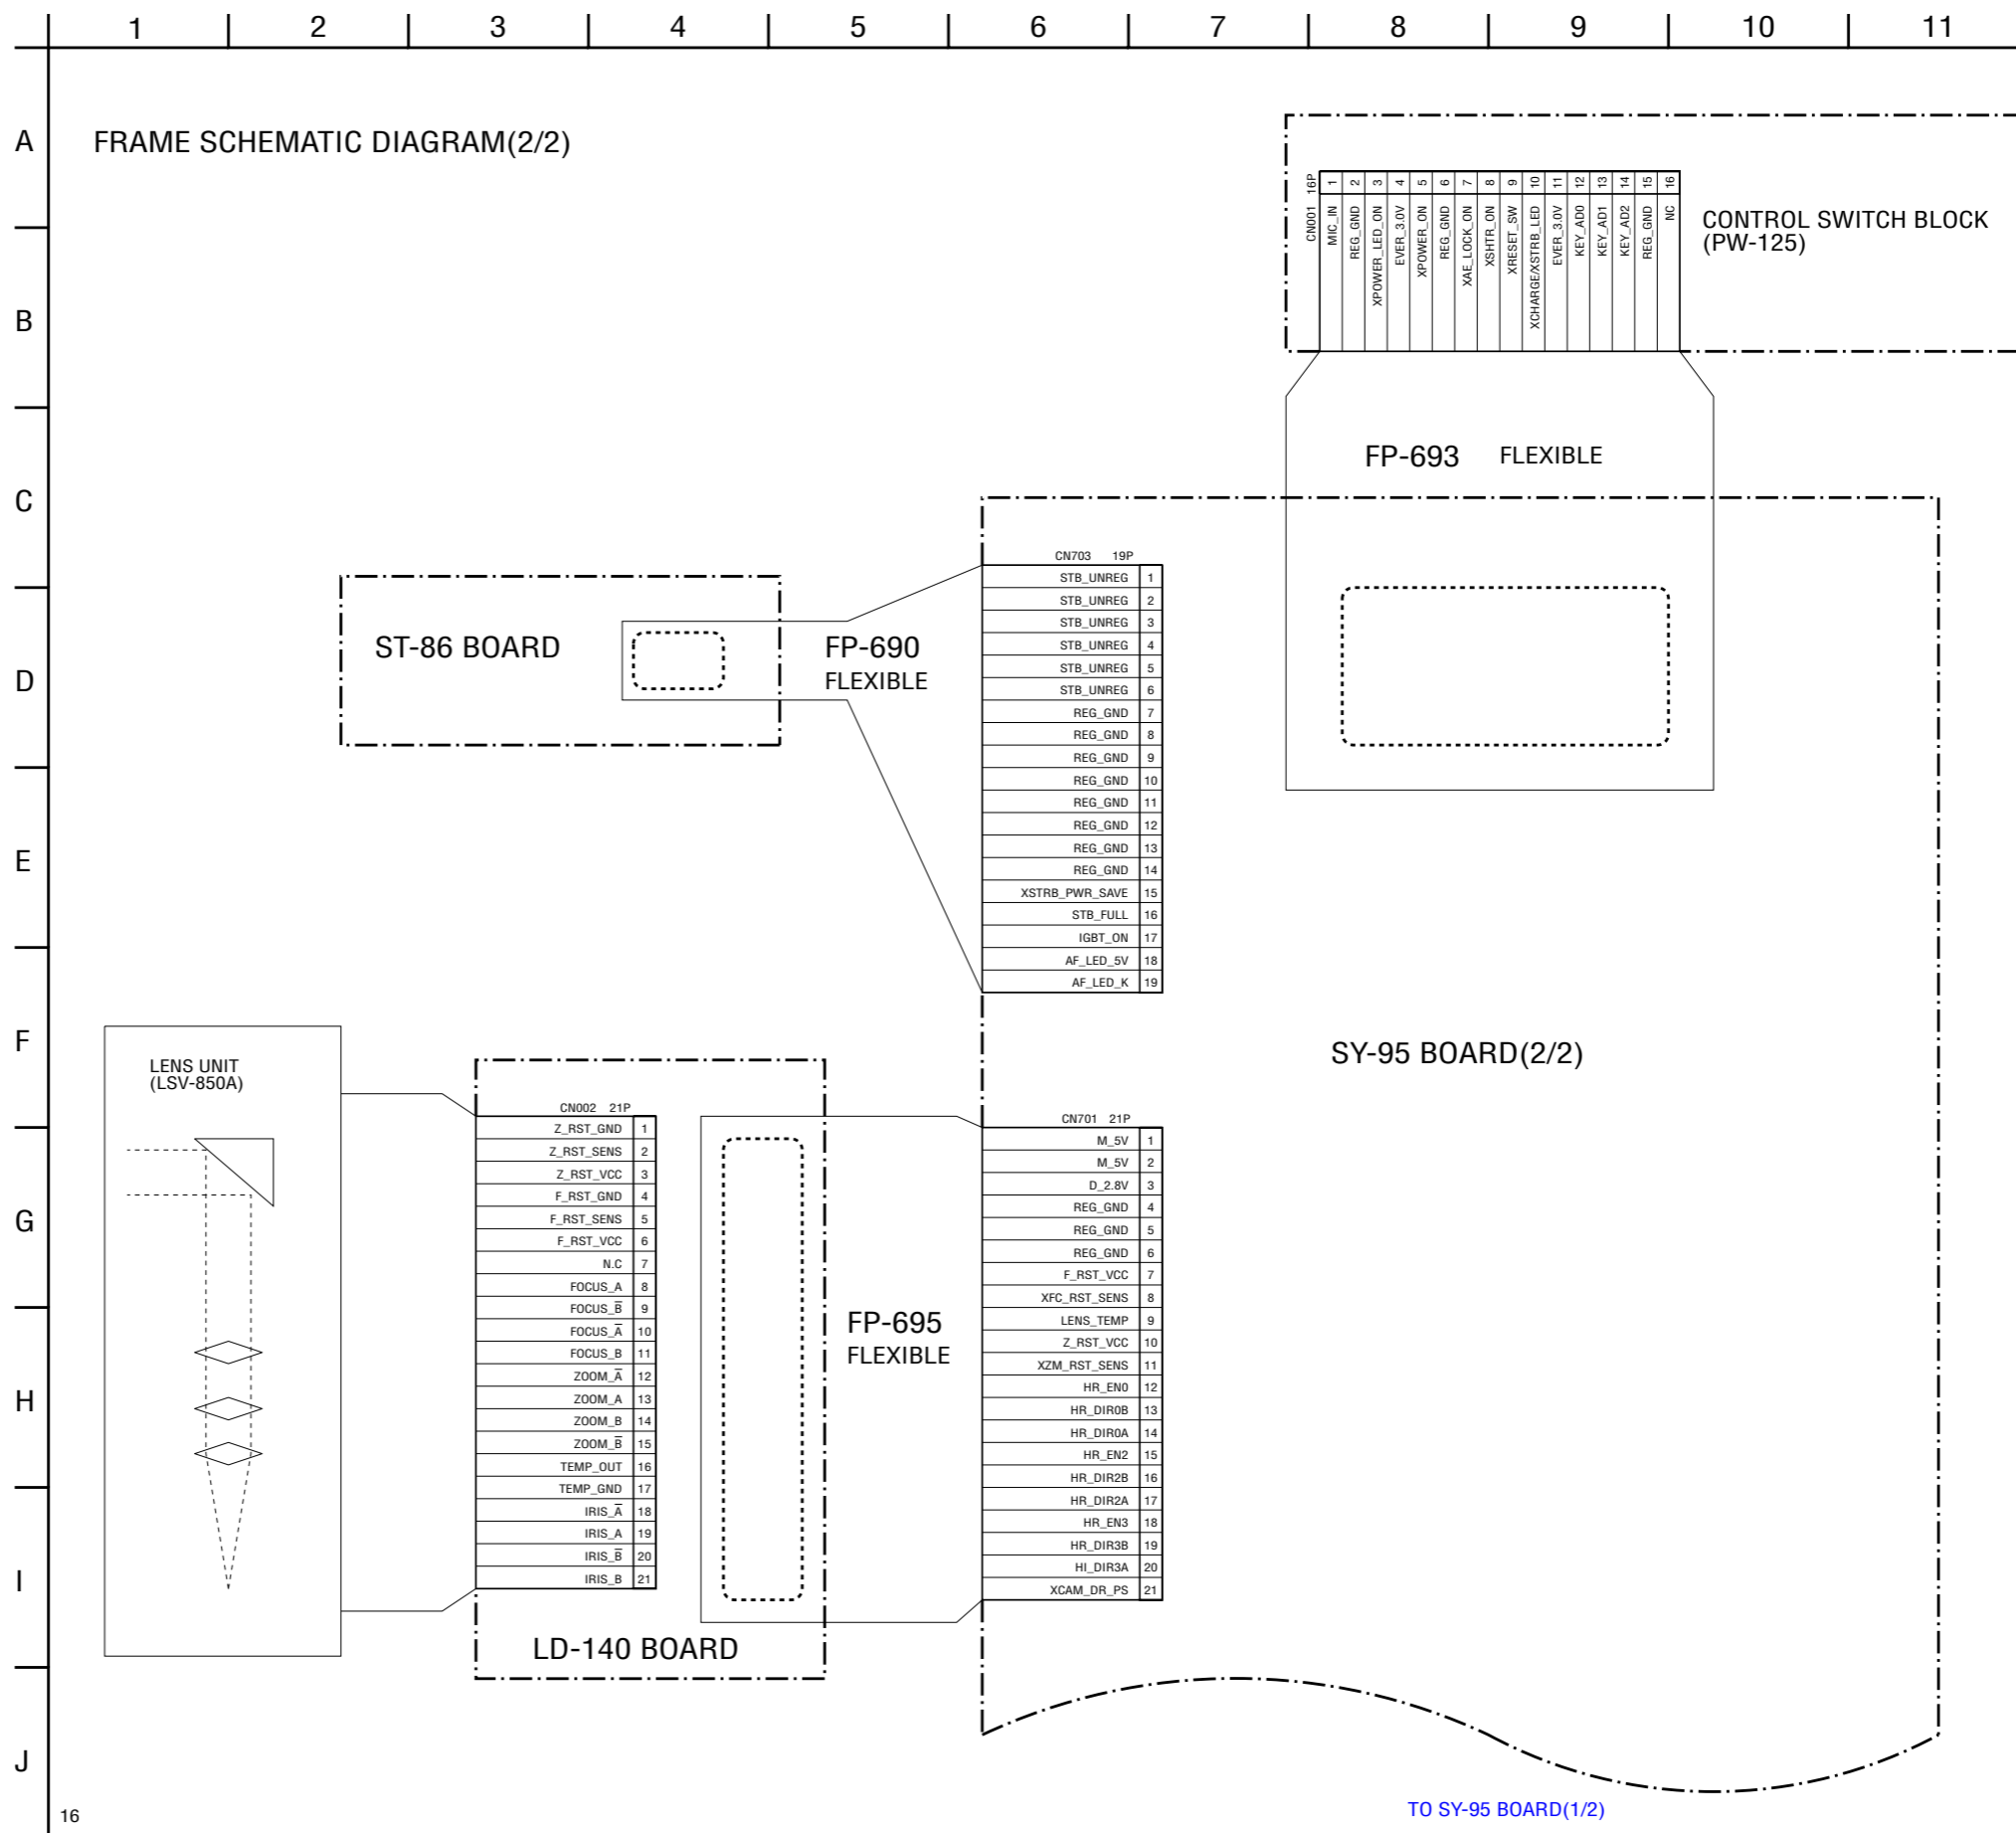 1 2 3 4 5 6 7 8 9 10 11
A
B
C
D
E
F
G
H
I
J
FRAME SCHEMATIC DIAGRAM(2/2)
CN001 16P
1 MIC_IN
2 REG_GND
3 XPOWER_LED_ON
4 EVER_3.0V
5 XPOWER_ON
6 REG_GND
7 XAE_LOCK_ON
8 XSHTR_ON
9 XRESET_SW
10 XCHARGE/XSTRB_LED
11 EVER_3.0V
12 KEY_AD0
13 KEY_AD1
14 KEY_AD2
15 REG_GND
16 NC
CONTROL SWITCH BLOCK
(PW-125)
FP-693 FLEXIBLE
ST-86 BOARD
FP-690
FLEXIBLE
CN703 19P
STB_UNREG 1
STB_UNREG 2
STB_UNREG 3
STB_UNREG 4
STB_UNREG 5
STB_UNREG 6
REG_GND 7
REG_GND 8
REG_GND 9
REG_GND 10
REG_GND 11
REG_GND 12
REG_GND 13
REG_GND 14
XSTRB_PWR_SAVE 15
STB_FULL 16
IGBT_ON 17
AF_LED_5V 18
AF_LED_K 19
SY-95 BOARD(2/2)
LENS UNIT
(LSV-850A)
CN002 21P
Z_RST_GND 1
Z_RST_SENS 2
Z_RST_VCC 3
F_RST_GND 4
F_RST_SENS 5
F_RST_VCC 6
N.C 7
FOCUS_A 8
FOCUS_B̅ 9
FOCUS_A̅ 10
FOCUS_B 11
ZOOM_A̅ 12
ZOOM_A 13
ZOOM_B 14
ZOOM_B̅ 15
TEMP_OUT 16
TEMP_GND 17
IRIS_A̅ 18
IRIS_A 19
IRIS_B̅ 20
IRIS_B 21
LD-140 BOARD
FP-695
FLEXIBLE
CN701 21P
M_5V 1
M_5V 2
D_2.8V 3
REG_GND 4
REG_GND 5
REG_GND 6
F_RST_VCC 7
XFC_RST_SENS 8
LENS_TEMP 9
Z_RST_VCC 10
XZM_RST_SENS 11
HR_EN0 12
HR_DIR0B 13
HR_DIR0A 14
HR_EN2 15
HR_DIR2B 16
HR_DIR2A 17
HR_EN3 18
HR_DIR3B 19
HI_DIR3A 20
XCAM_DR_PS 21
TO SY-95 BOARD(1/2)
16